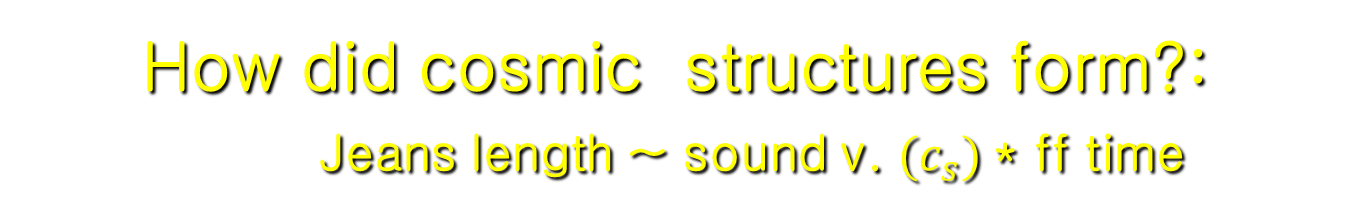 How did cosmic  structures form?:
Jeans length ~ sound v. (c_s) * ff time